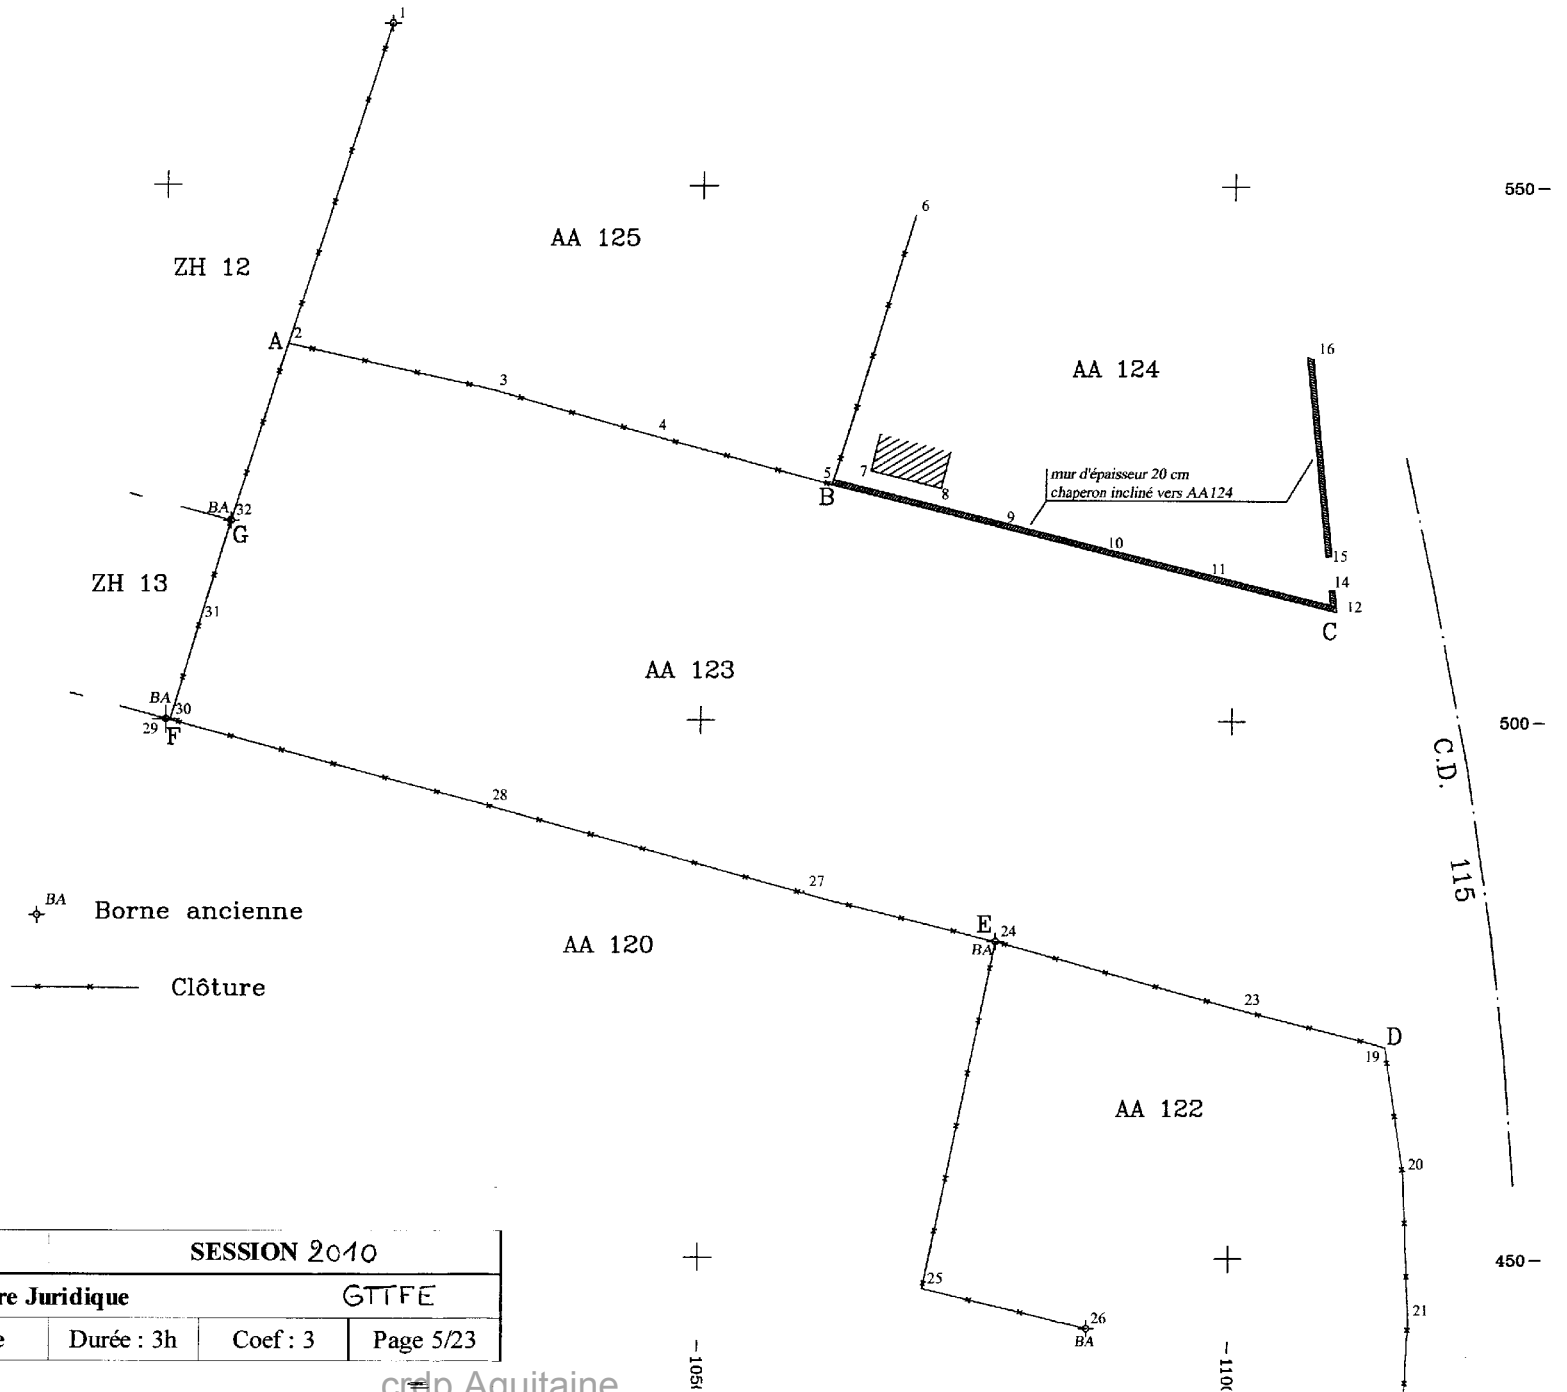 1
550
6
AA 125
ZH 12
A
2
16
AA 124
3
4
5
7
mur d'épaisseur 20 cm
chaperon incliné vers AA124
8
B
9
BA
32
G
10
15
11
ZH 13
14
31
12
C
AA 123
BA
30
29
F
500
C.D. 115
28
27
BA
Borne ancienne
E
24
BA
AA 120
Clôture
23
D
19
AA 122
20
SESSION 2010
re Juridique GTTFE
e Durée : 3h Coef : 3 Page 5/23
450
25
26
BA
21
crdp Aquitaine